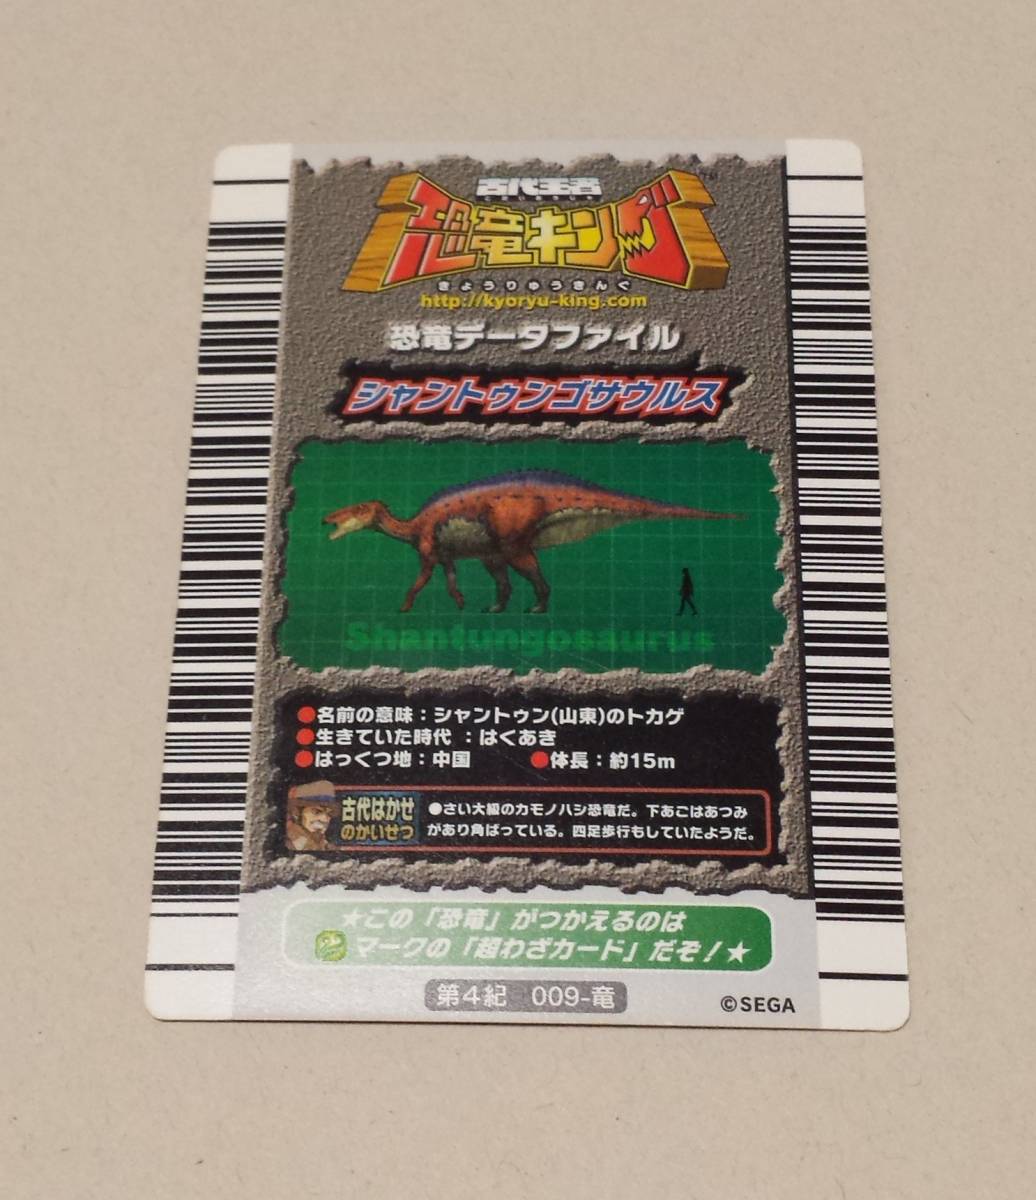 古代王者
こだいおうじゃ
恐竜キング
きょうりゅうきんぐ
http://kyoryu-king.com
恐竜データファイル
シャントゥンゴサウルス
Shantungosaurus
●名前の意味：シャントゥン(山東)のトカゲ
●生きていた時代：はくあき
●はっくつ地：中国　●体長：約15m
古代はかせ
のかいせつ
●さい大級のカモノハシ恐竜だ。下あごはあつみ
があり角ばっている。四足歩行もしていたようだ。
★この「恐竜」がつかえるのは
マークの「超わざカード」だぞ！★
第4紀　009-竜
©SEGA